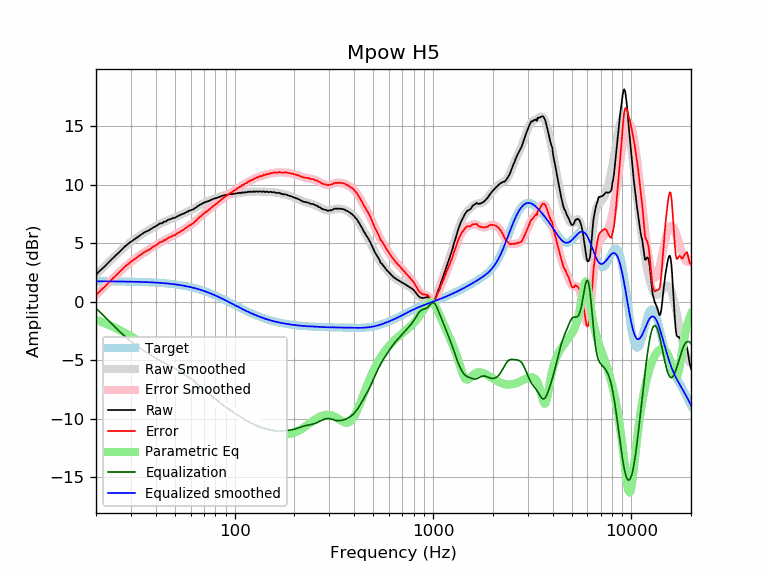 Mpow H5
Amplitude (dBr)
15
10
5
0
−5
−10
−15
Target
Raw Smoothed
Error Smoothed
Raw
Error
Parametric Eq
Equalization
Equalized smoothed
100
1000
10000
Frequency (Hz)